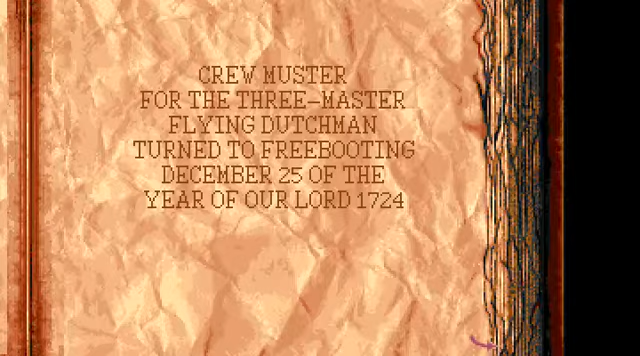 CREW MUSTER
FOR THE THREE-MASTER
FLYING DUTCHMAN
TURNED TO FREEBOOTING
DECEMBER 25 OF THE
YEAR OF OUR LORD 1724